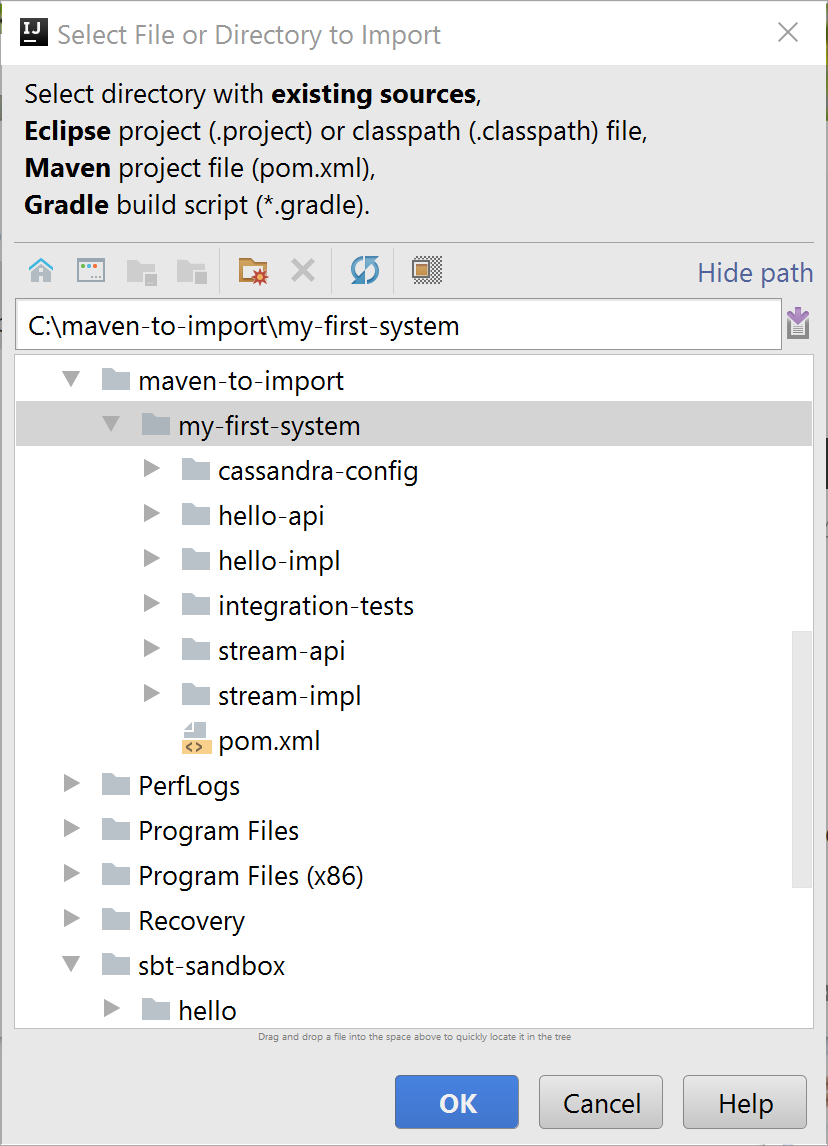 IJ Select File or Directory to Import
Select directory with existing sources,
Eclipse project (.project) or classpath (.classpath) file,
Maven project file (pom.xml),
Gradle build script (*.gradle).
Hide path
C:\maven-to-import\my-first-system
maven-to-import
my-first-system
cassandra-config
hello-api
hello-impl
integration-tests
stream-api
stream-impl
pom.xml
PerfLogs
Program Files
Program Files (x86)
Recovery
sbt-sandbox
hello
Drag and drop a file into the space above to quickly locate it in the tree
OK Cancel Help